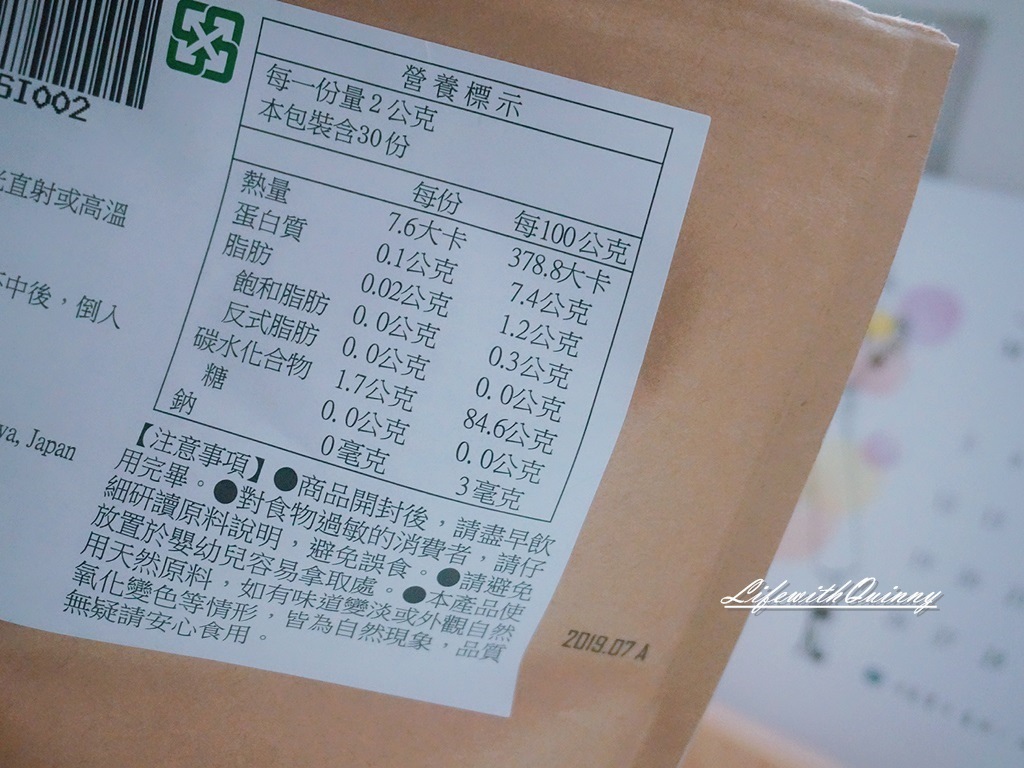 SI002
營養標示
每一份量 2 公克
本包裝含30份
每份 每100公克
熱量 7.6大卡 378.8大卡
蛋白質 0.1公克 7.4公克
脂肪 0.02公克 1.2公克
飽和脂肪 0.0公克 0.3公克
反式脂肪 0.0公克 0.0公克
碳水化合物 1.7公克 84.6公克
糖 0.0公克 0.0公克
鈉 0毫克 3毫克
【注意事項】●商品開封後,請盡早飲
用完畢。●對食物過敏的消費者,請仔
細研讀原料說明,避免誤食。●請避免
放置於嬰幼兒容易拿取處。●本產品使
用天然原料,如有味道變淡或外觀自然
氧化變色等情形,皆為自然現象,品質
無疑請安心食用。
直射或高溫
中後,倒入
ya, Japan
2019.07 A
LifewithQuinny